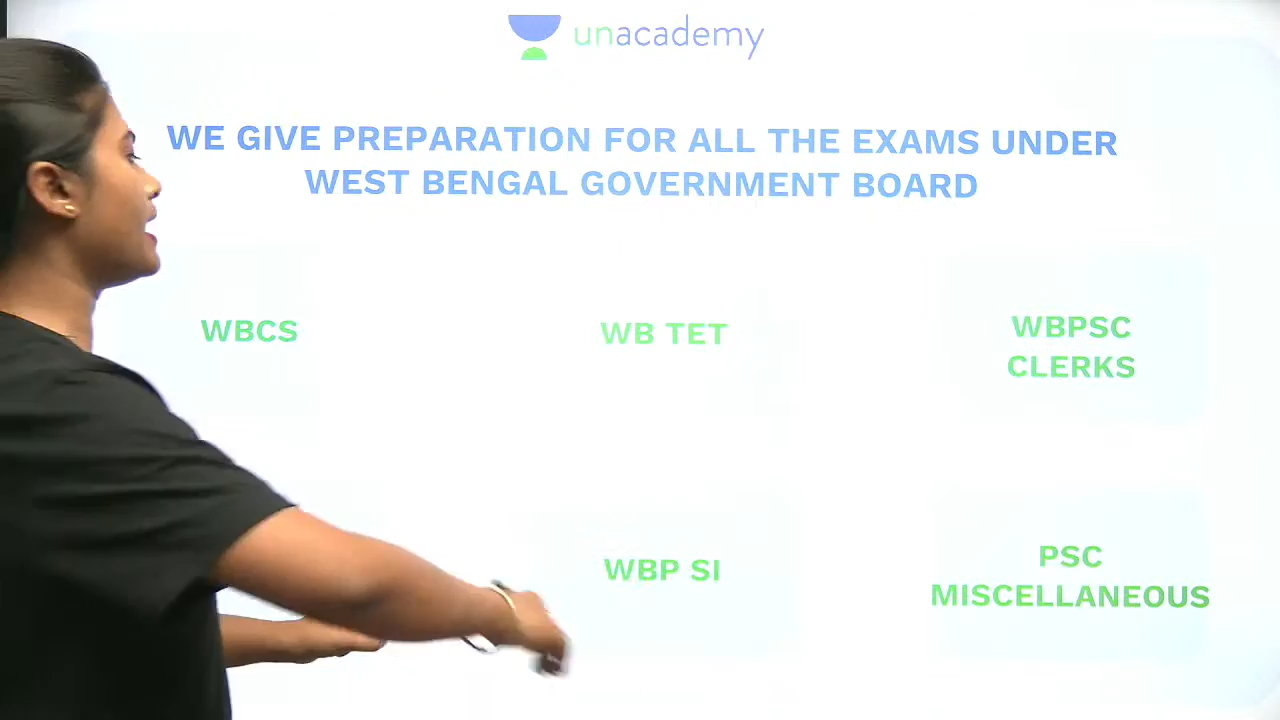 unacademy
WE GIVE PREPARATION FOR ALL THE EXAMS UNDER
WEST BENGAL GOVERNMENT BOARD
WBCS
WB TET
WBPSC
CLERKS
WBP SI
PSC
MISCELLANEOUS